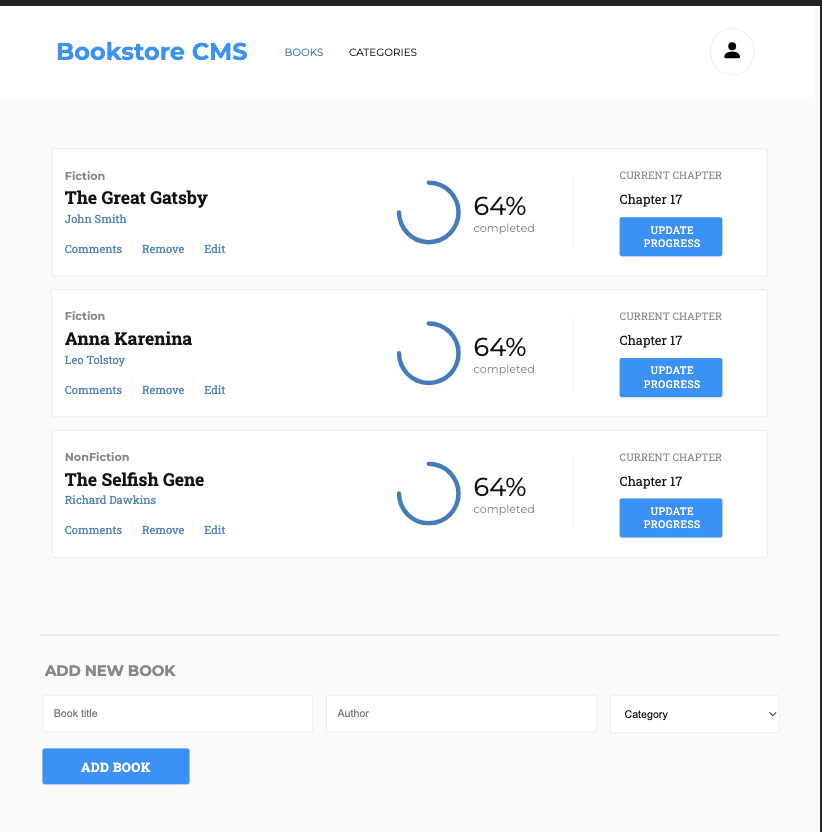 Bookstore CMS
BOOKS
CATEGORIES
Fiction
The Great Gatsby
John Smith
Comments
Remove
Edit
64%
completed
CURRENT CHAPTER
Chapter 17
UPDATE
PROGRESS
Fiction
Anna Karenina
Leo Tolstoy
Comments
Remove
Edit
64%
completed
CURRENT CHAPTER
Chapter 17
UPDATE
PROGRESS
NonFiction
The Selfish Gene
Richard Dawkins
Comments
Remove
Edit
64%
completed
CURRENT CHAPTER
Chapter 17
UPDATE
PROGRESS
ADD NEW BOOK
Book title
Author
Category
ADD BOOK